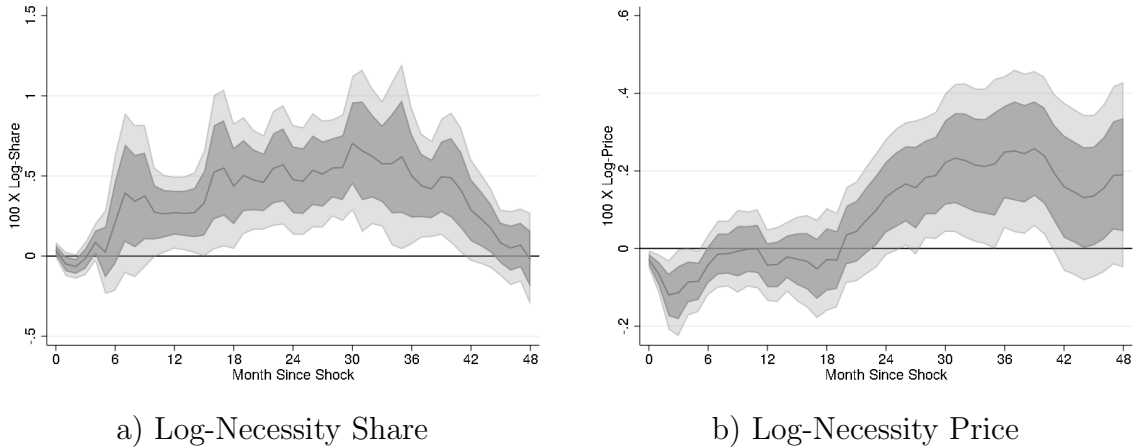 1.5
1
.5
0
-.5
100 X Log-Share
0 6 12 18 24 30 36 42 48
Month Since Shock
a) Log-Necessity Share
.6
.4
.2
0
-.2
100 X Log-Price
0 6 12 18 24 30 36 42 48
Month Since Shock
b) Log-Necessity Price